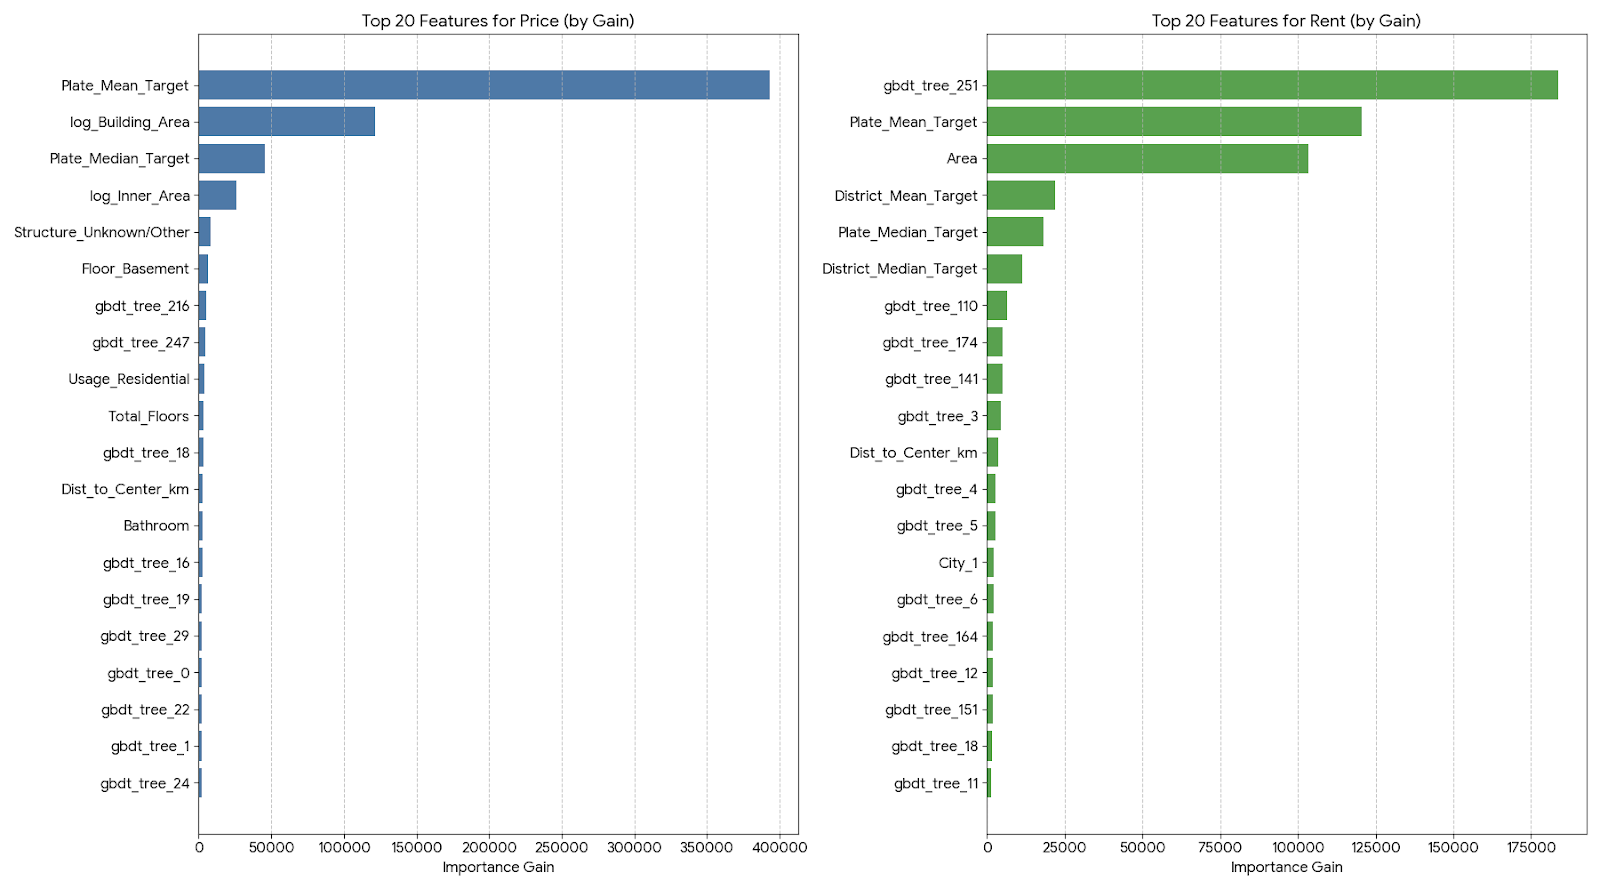 Top 20 Features for Price (by Gain)
Plate_Mean_Target
log_Building_Area
Plate_Median_Target
log_Inner_Area
Structure_Unknown/Other
Floor_Basement
gbdt_tree_216
gbdt_tree_247
Usage_Residential
Total_Floors
gbdt_tree_18
Dist_to_Center_km
Bathroom
gbdt_tree_16
gbdt_tree_19
gbdt_tree_29
gbdt_tree_0
gbdt_tree_22
gbdt_tree_1
gbdt_tree_24
0 50000 100000 150000 200000 250000 300000 350000 400000
Importance Gain
Top 20 Features for Rent (by Gain)
gbdt_tree_251
Plate_Mean_Target
Area
District_Mean_Target
Plate_Median_Target
District_Median_Target
gbdt_tree_110
gbdt_tree_174
gbdt_tree_141
gbdt_tree_3
Dist_to_Center_km
gbdt_tree_4
gbdt_tree_5
City_1
gbdt_tree_6
gbdt_tree_164
gbdt_tree_12
gbdt_tree_151
gbdt_tree_18
gbdt_tree_11
0 25000 50000 75000 100000 125000 150000 175000
Importance Gain